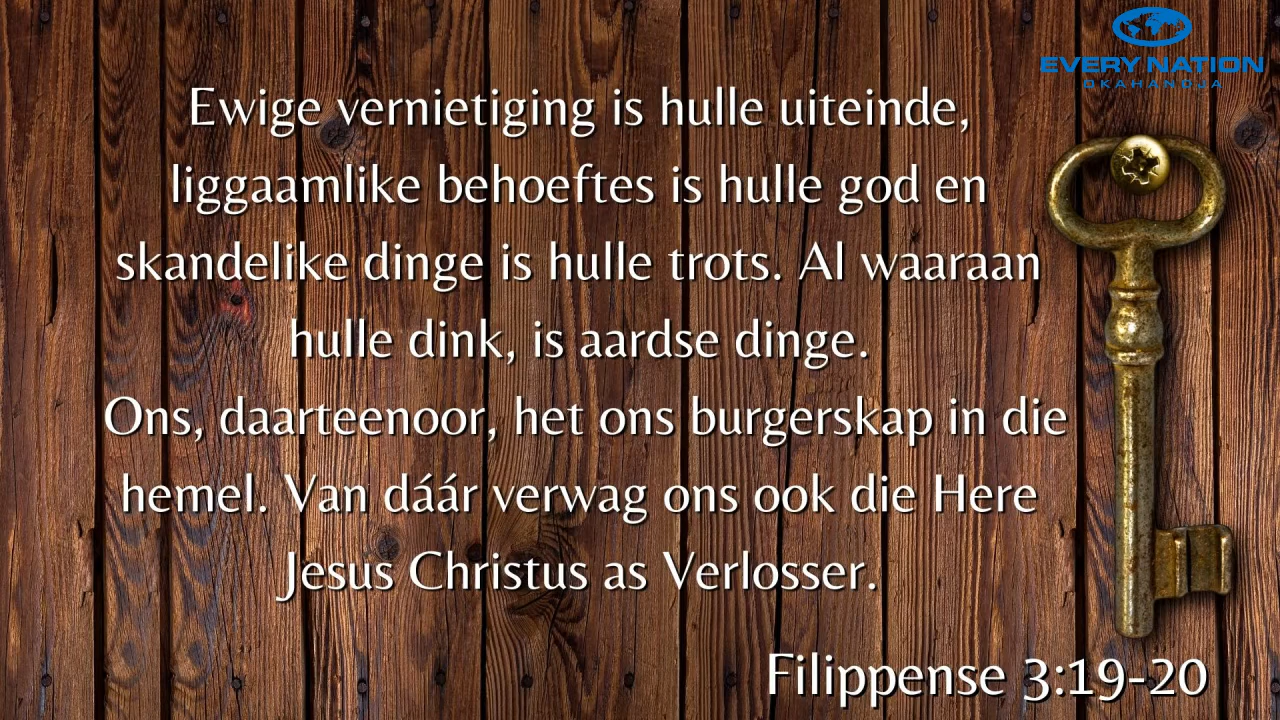 EVERY NATION
OKAHANDJA
Ewige vernietiging is hulle uiteinde,
liggaamlike behoeftes is hulle god en
skandelike dinge is hulle trots. Al waaraan
hulle dink, is aardse dinge.
Ons, daarteenoor, het ons burgerskap in die
hemel. Van dáár verwag ons ook die Here
Jesus Christus as Verlosser.
Filippense 3:19-20